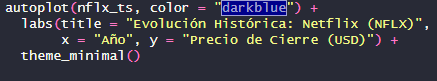 autoplot(nflx_ts, color = "darkblue") +
labs(title = "Evolución Histórica: Netflix (NFLX)",
x = "Año", y = "Precio de Cierre (USD)") +
theme_minimal()